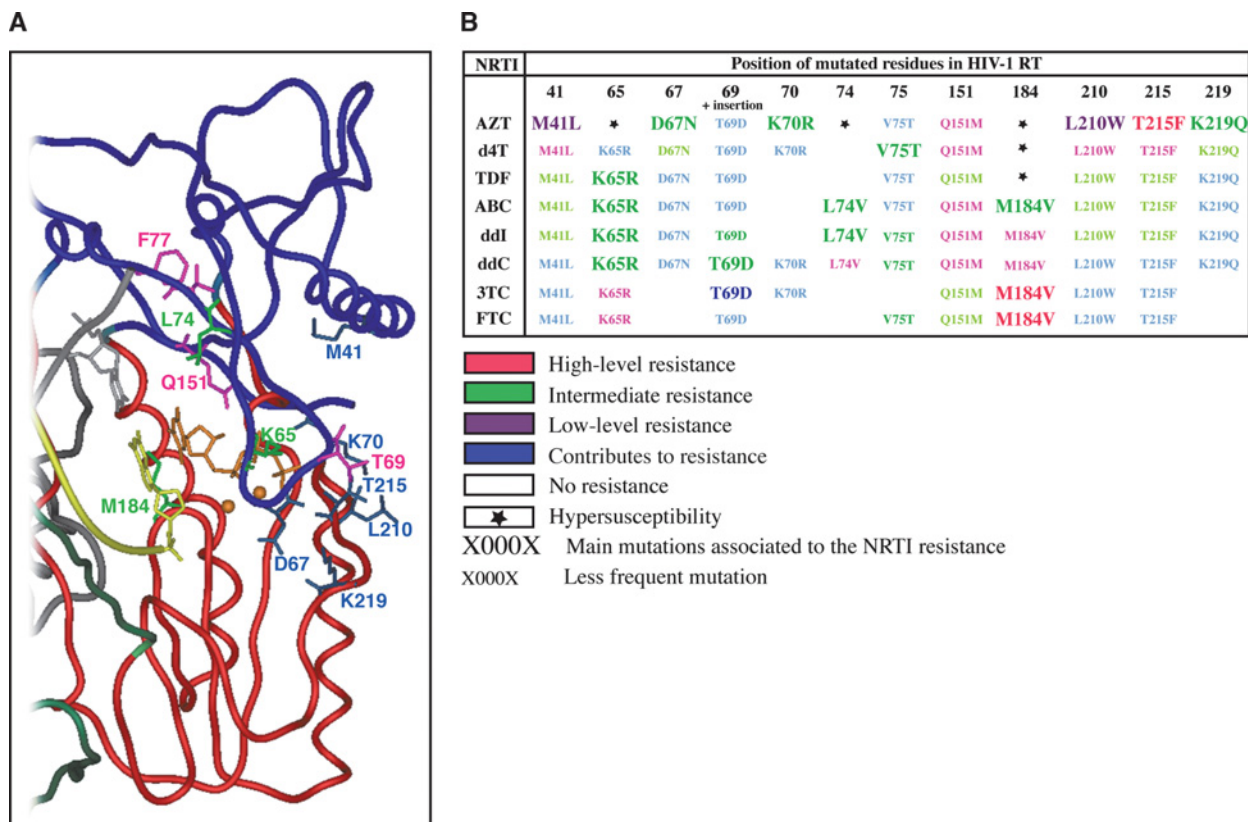 A
F77
L74
M41
Q151
K65
K70
T69
T215
M184
L210
D67
K219
B
NRTI Position of mutated residues in HIV-1 RT
41 65 67 69 70 74 75 151 184 210 215 219
+ insertion
AZT M41L ★ D67N T69D K70R ★ V75T Q151M ★ L210W T215F K219Q
d4T M41L K65R D67N T69D K70R V75T Q151M ★ L210W T215F K219Q
TDF M41L K65R D67N T69D V75T Q151M ★ L210W T215F K219Q
ABC M41L K65R D67N T69D L74V V75T Q151M M184V L210W T215F K219Q
ddI M41L K65R D67N T69D L74V V75T Q151M M184V L210W T215F K219Q
ddC M41L K65R D67N T69D K70R L74V V75T Q151M M184V L210W T215F K219Q
3TC M41L K65R T69D K70R Q151M M184V L210W T215F
FTC M41L K65R T69D V75T Q151M M184V L210W T215F
High-level resistance
Intermediate resistance
Low-level resistance
Contributes to resistance
No resistance
★ Hypersusceptibility
X000X Main mutations associated to the NRTI resistance
X000X Less frequent mutation